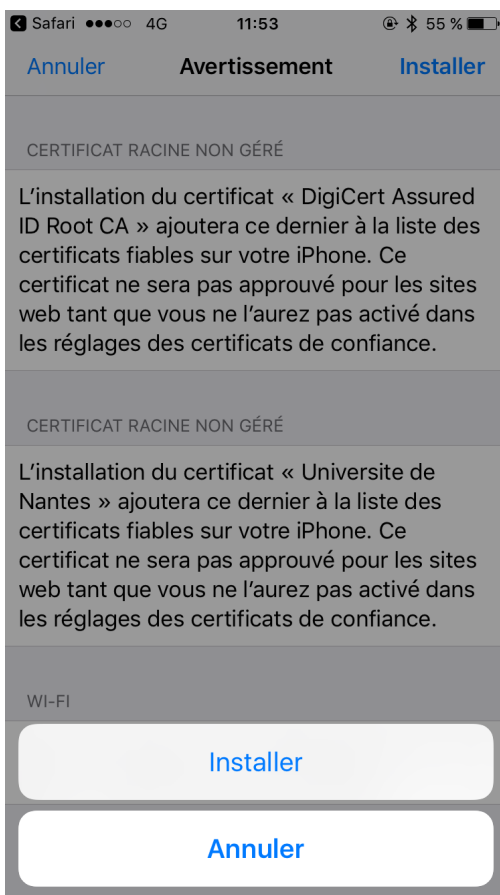 Safari 4G 11:53 55 %
Annuler Avertissement Installer
CERTIFICAT RACINE NON GÉRÉ
L’installation du certificat « DigiCert Assured
ID Root CA » ajoutera ce dernier à la liste des
certificats fiables sur votre iPhone. Ce
certificat ne sera pas approuvé pour les sites
web tant que vous ne l’aurez pas activé dans
les réglages des certificats de confiance.
CERTIFICAT RACINE NON GÉRÉ
L’installation du certificat « Universite de
Nantes » ajoutera ce dernier à la liste des
certificats fiables sur votre iPhone. Ce
certificat ne sera pas approuvé pour les sites
web tant que vous ne l’aurez pas activé dans
les réglages des certificats de confiance.
WI-FI
Installer
Annuler